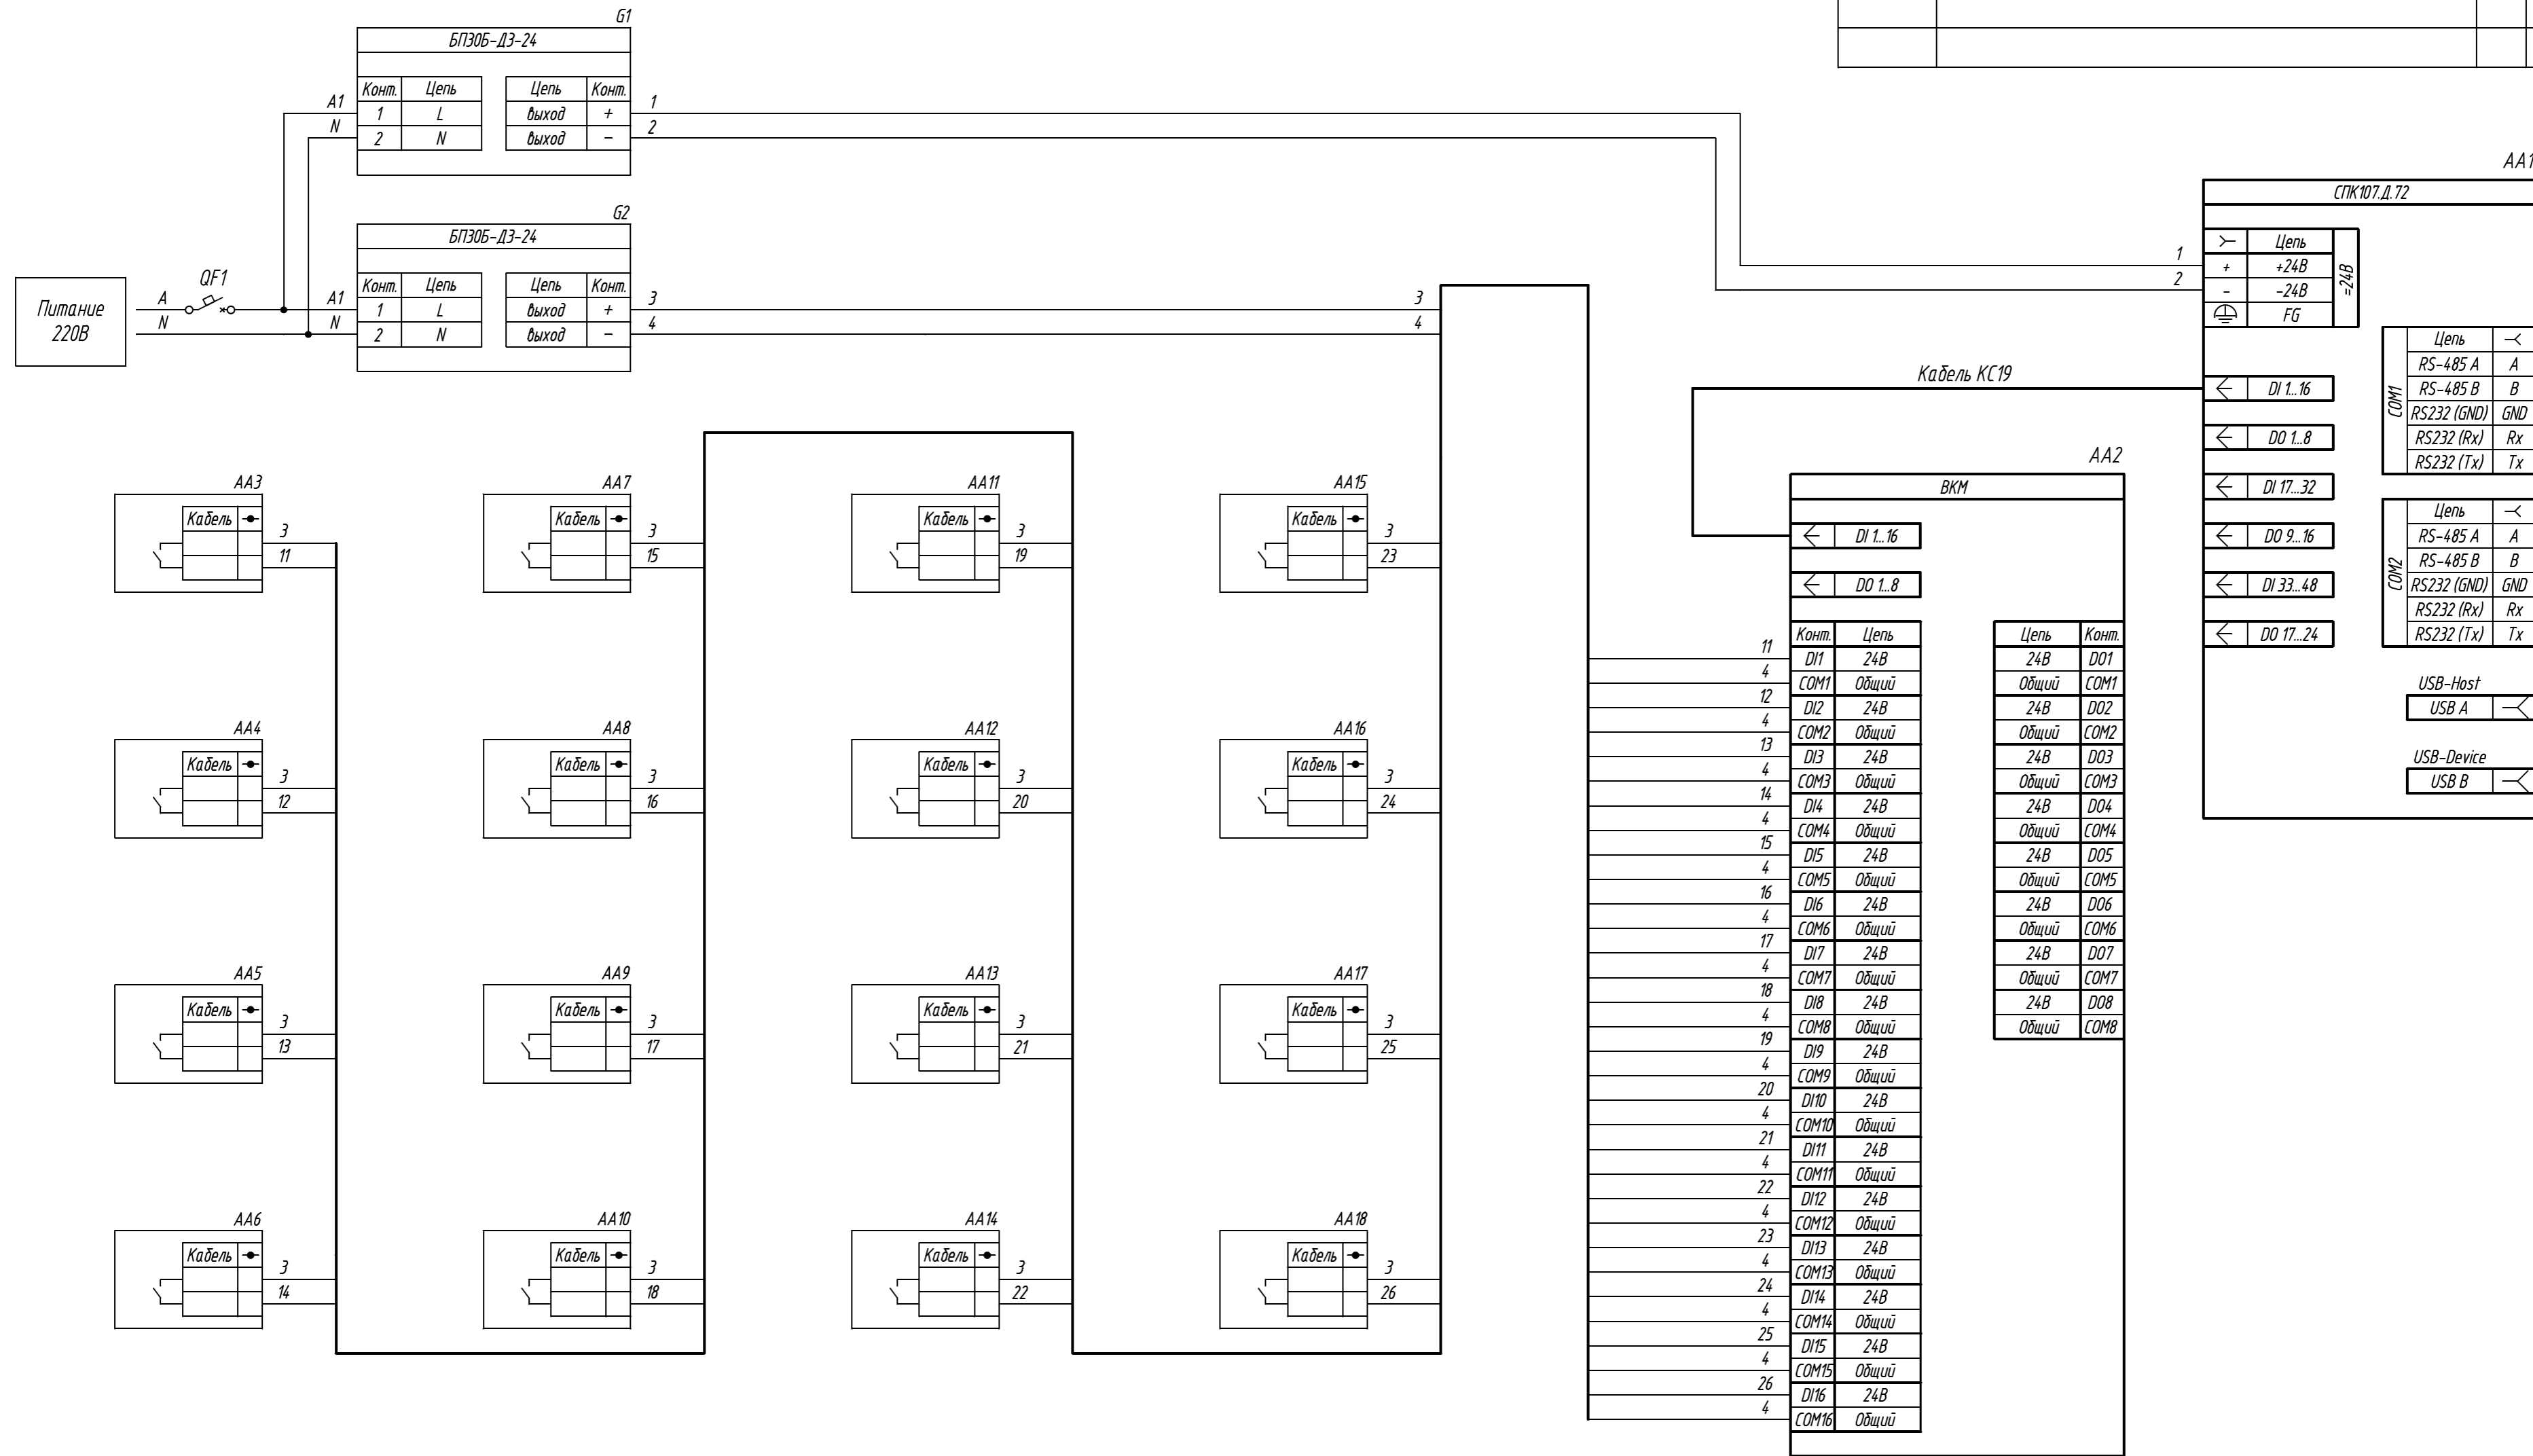 G1
БП30Б-Д3-24
Конт. Цепь Цепь Конт.
A1 1 L выход + 1
N 2 N выход – 2
G2
БП30Б-Д3-24
Конт. Цепь Цепь Конт.
A1 1 L выход + 3 3
N 2 N выход – 4 4
Питание
220В
A QF1
N
AA1
СПК107.Д.72
Цепь
1 + +24В
2 - -24В
FG
=24В
DI 1...16
DO 1...8
DI 17...32
DO 9...16
DI 33...48
DO 17...24
COM1
Цепь
RS-485 A A
RS-485 B B
RS232 (GND) GND
RS232 (Rx) Rx
RS232 (Tx) Tx
COM2
Цепь
RS-485 A A
RS-485 B B
RS232 (GND) GND
RS232 (Rx) Rx
RS232 (Tx) Tx
USB-Host
USB A
USB-Device
USB B
Кабель КС19
AA3
Кабель
3
11
AA7
Кабель
3
15
AA11
Кабель
3
19
AA15
Кабель
3
23
AA4
Кабель
3
12
AA8
Кабель
3
16
AA12
Кабель
3
20
AA16
Кабель
3
24
AA5
Кабель
3
13
AA9
Кабель
3
17
AA13
Кабель
3
21
AA17
Кабель
3
25
AA6
Кабель
3
14
AA10
Кабель
3
18
AA14
Кабель
3
22
AA18
Кабель
3
26
AA2
ВКМ
DI 1...16
DO 1...8
Конт. Цепь Цепь Конт.
11 DI1 24В 24В DO1
4 COM1 Общий Общий COM1
12 DI2 24В 24В DO2
4 COM2 Общий Общий COM2
13 DI3 24В 24В DO3
4 COM3 Общий Общий COM3
14 DI4 24В 24В DO4
4 COM4 Общий Общий COM4
15 DI5 24В 24В DO5
4 COM5 Общий Общий COM5
16 DI6 24В 24В DO6
4 COM6 Общий Общий COM6
17 DI7 24В 24В DO7
4 COM7 Общий Общий COM7
18 DI8 24В 24В DO8
4 COM8 Общий Общий COM8
19 DI9 24В
4 COM9 Общий
20 DI10 24В
4 COM10 Общий
21 DI11 24В
4 COM11 Общий
22 DI12 24В
4 COM12 Общий
23 DI13 24В
4 COM13 Общий
24 DI14 24В
4 COM14 Общий
25 DI15 24В
4 COM15 Общий
26 DI16 24В
4 COM16 Общий